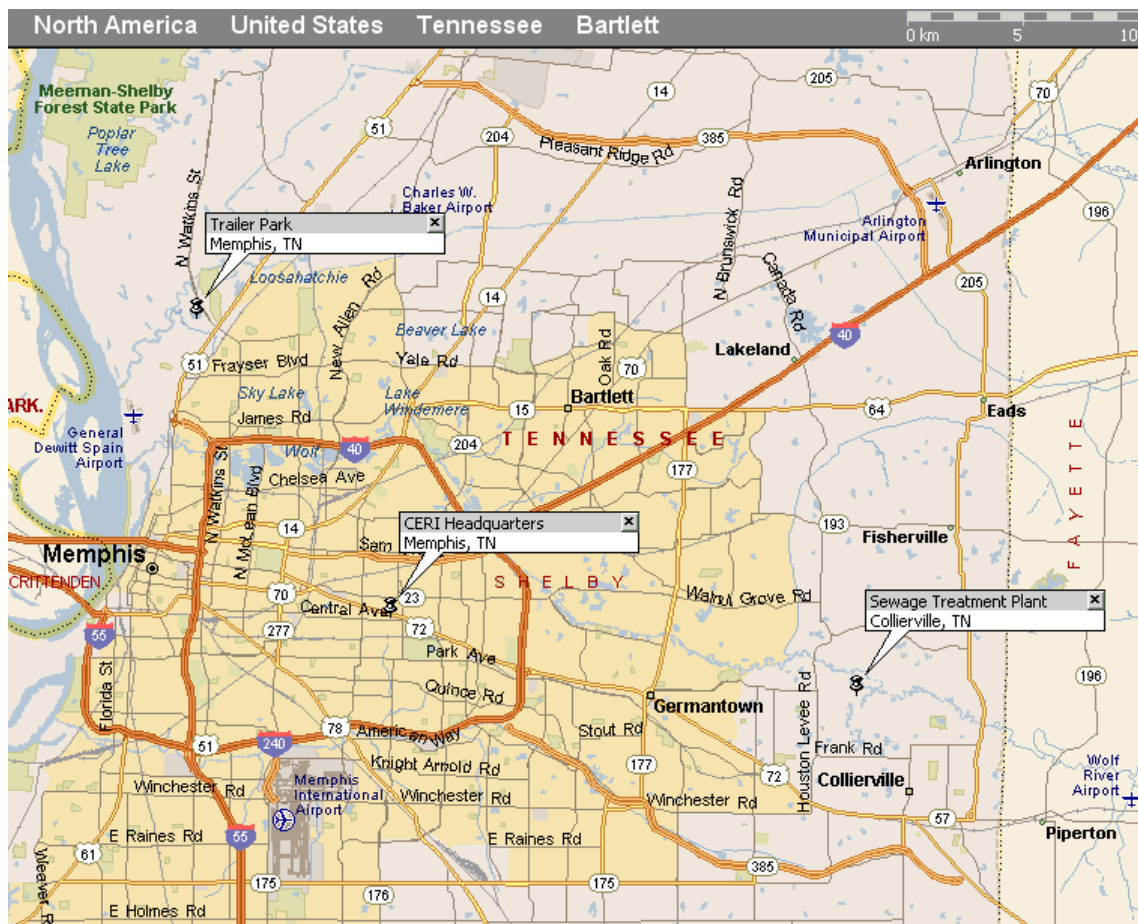 North America United States Tennessee Bartlett
0 km 5 10
Meeman-Shelby
Forest State Park
Poplar
Tree
Lake
N Watkins St
51
204
14
205
70
Pleasant Ridge Rd
385
Arlington
Charles W.
Baker Airport
Trailer Park
Memphis, TN
Arlington
Municipal Airport
196
N Brunswick Rd
Canada Rd
Loosahatchie
New Allen Rd
14
205
Beaver Lake
40
51
Frayser Blvd
Yale Rd
Oak Rd
70
Lakeland
Sky Lake
Lake
Windemere
Bartlett
ARK.
James Rd
15
64
Eads
General
Dewitt Spain
Airport
204
TENNESSEE
Wolf
40
177
Chelsea Ave
N Watkins St
N McLean Blvd
FAYETTE
14
CERI Headquarters
Memphis, TN
193
Fisherville
Sam
Memphis
CRITTENDEN
SHELBY
70
Central Ave
23
Walnut Grove Rd
Sewage Treatment Plant
Collierville, TN
55
277
72
Park Ave
196
Florida St
Quince Rd
Germantown
Houston Levee Rd
78
American Way
Stout Rd
51
240
Frank Rd
Knight Arnold Rd
177
72
Collierville
Wolf
River
Airport
Winchester Rd
Memphis
International
Airport
Winchester Rd
Winchester Rd
57
Piperton
E Raines Rd
55
E Raines Rd
61
385
Weaver R
175
176
175
E Holmes Rd